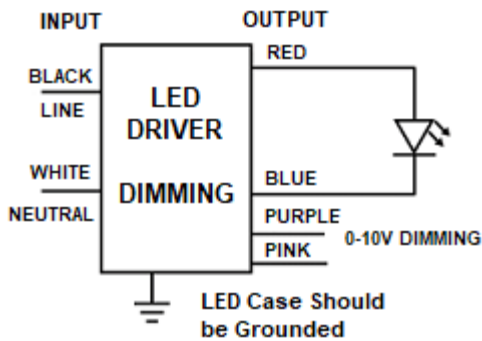 INPUT
OUTPUT
BLACK
LINE
WHITE
NEUTRAL
LED
DRIVER
DIMMING
RED
BLUE
PURPLE
PINK
0-10V DIMMING
LED Case Should
be Grounded